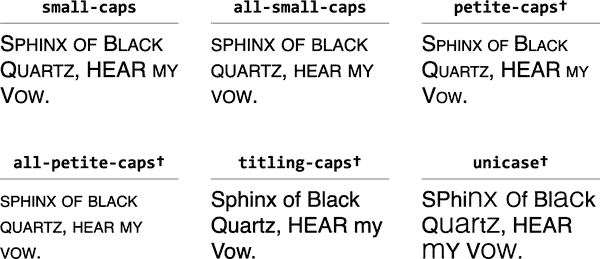 small-caps
SPHINX OF BLACK
QUARTZ, HEAR MY
VOW.
all-small-caps
SPHINX OF BLACK
QUARTZ, HEAR MY
VOW.
petite-caps†
SPHINX OF BLACK
QUARTZ, HEAR MY
VOW.
all-petite-caps†
SPHINX OF BLACK
QUARTZ, HEAR MY
VOW.
titling-caps†
Sphinx of Black
Quartz, HEAR my
Vow.
unicase†
SPhinx Of Black
Quartz, HEAR
mY VOW.